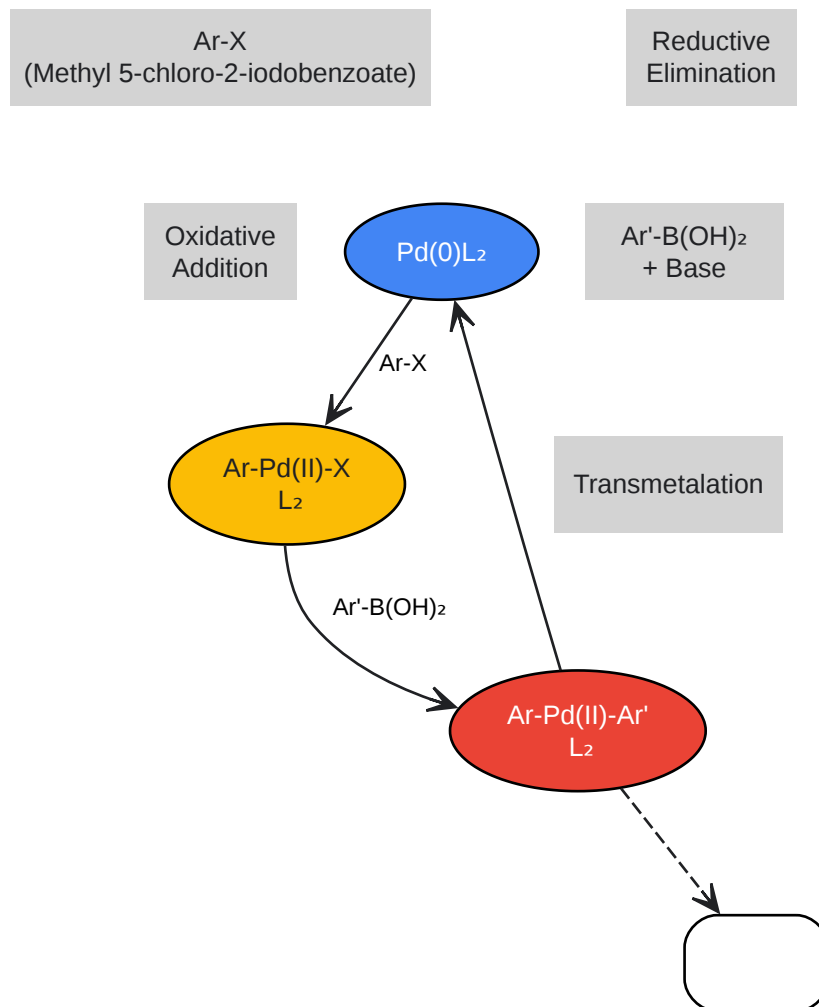 Ar-X
(Methyl 5-chloro-2-iodobenzoate)
Reductive
Elimination
Oxidative
Addition
Pd(0)L₂
Ar'-B(OH)₂
+ Base
Ar-X
Ar-Pd(II)-X
L₂
Transmetalation
Ar'-B(OH)₂
Ar-Pd(II)-Ar'
L₂